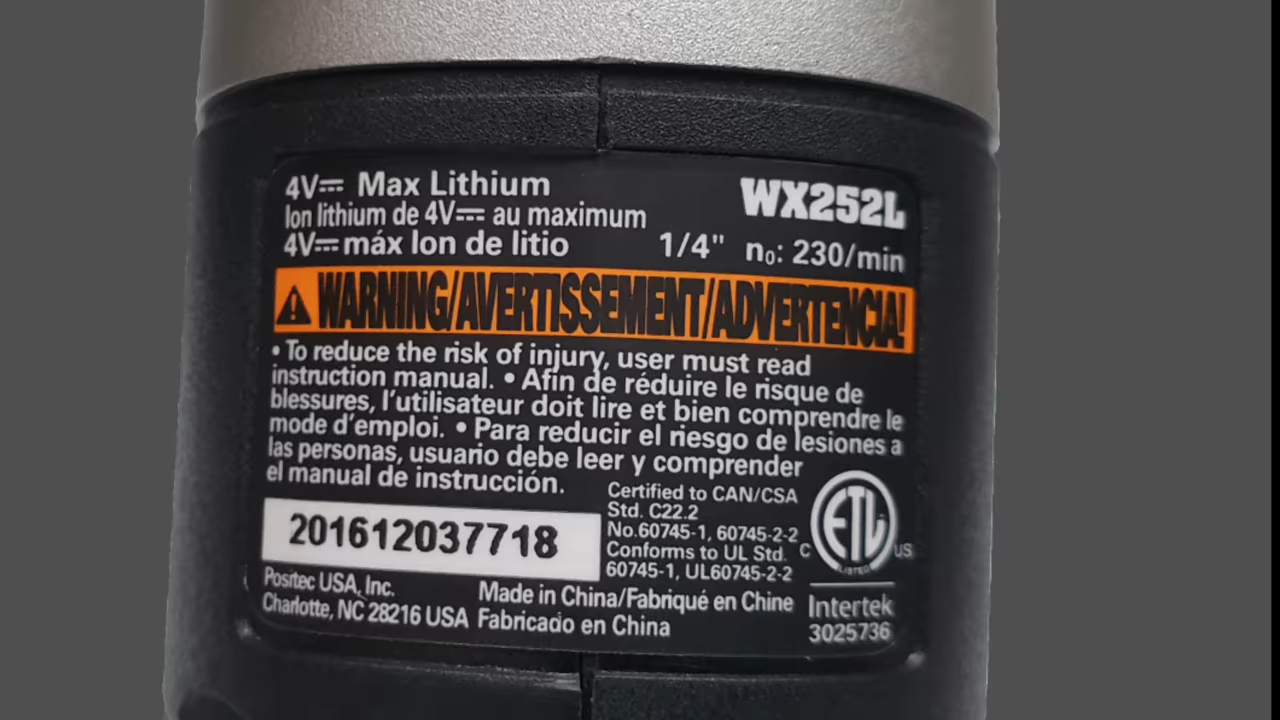 4V⎓ Max Lithium
WX252L
Ion lithium de 4V⎓ au maximum
4V⎓ máx Ion de litio 1/4" n₀: 230/min
WARNING/AVERTISSEMENT/ADVERTENCIA!
• To reduce the risk of injury, user must read
instruction manual. • Afin de réduire le risque de
blessures, l'utilisateur doit lire et bien comprendre le
mode d'emploi. • Para reducir el riesgo de lesiones a
las personas, usuario debe leer y comprender
el manual de instrucción.
201612037718
Certified to CAN/CSA
Std. C22.2
No.60745-1, 60745-2-2
Conforms to UL Std.
60745-1, UL60745-2-2
C ETL US
LISTED
Intertek
3025736
Positec USA, Inc.
Charlotte, NC 28216 USA
Made in China/Fabriqué en Chine
Fabricado en China